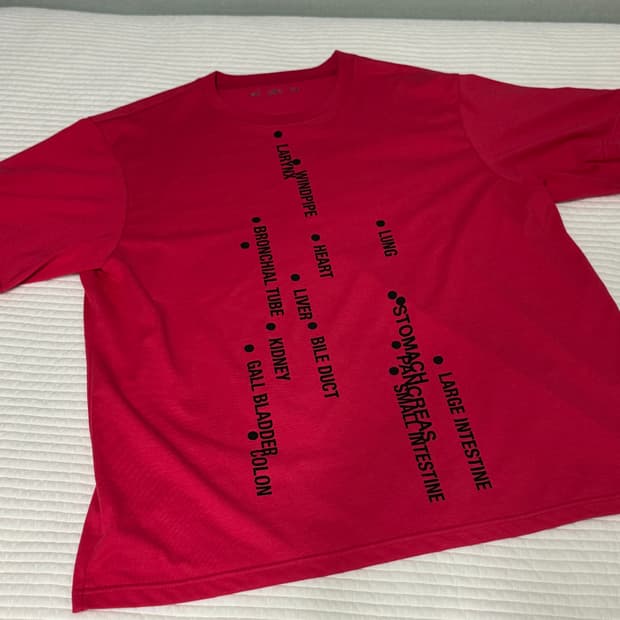 LARYNX
WINDPIPE
BRONCHIAL TUBE
HEART
LUNG
LIVER
BILE DUCT
KIDNEY
GALL BLADDER
COLON
STOMACH
PANCREAS
SMALL INTESTINE
LARGE INTESTINE